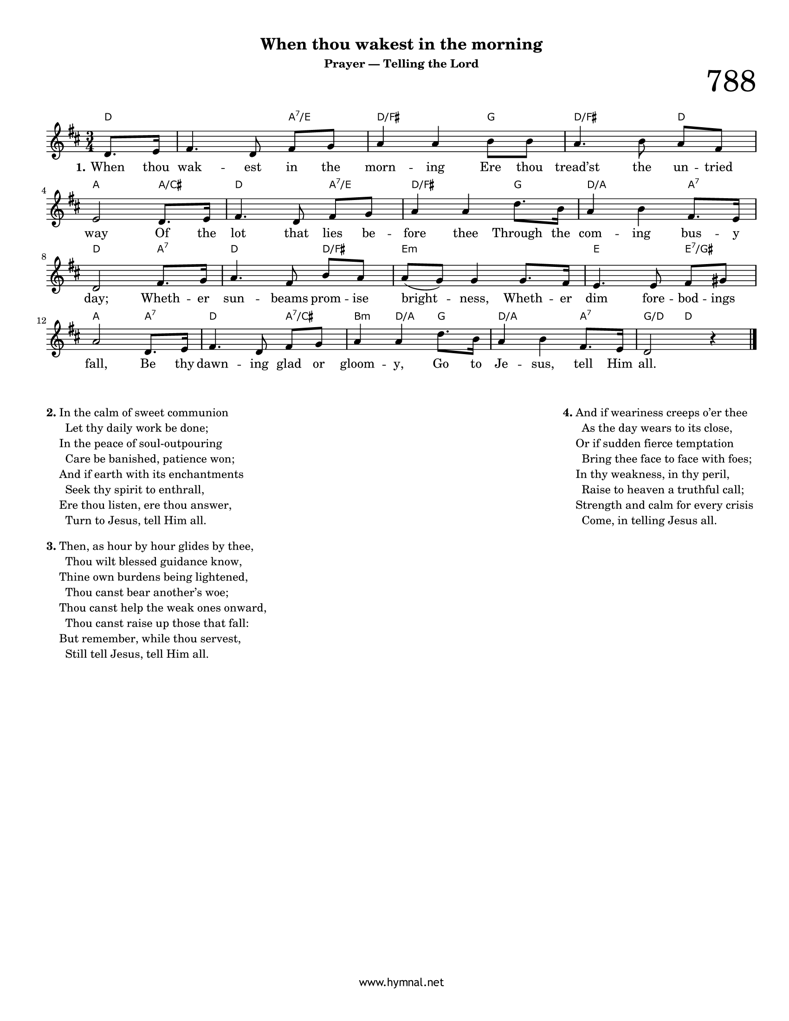 When thou wakest in the morning
Prayer — Telling the Lord
788
D A7/E D/F♯ G D/F♯ D
3
4
1. When thou wak - est in the morn - ing Ere thou tread'st the un - tried
4 A A/C♯ D A7/E D/F♯ G D/A A7
way Of the lot that lies be - fore thee Through the com - ing bus - y
8 D A7 D D/F♯ Em E E7/G♯
day; Wheth - er sun - beams prom - ise bright - ness, Wheth - er dim fore - bod - ings
12 A A7 D A7/C♯ Bm D/A G D/A A7 G/D D
fall, Be thy dawn - ing glad or gloom - y, Go to Je - sus, tell Him all.
2. In the calm of sweet communion
Let thy daily work be done;
In the peace of soul-outpouring
Care be banished, patience won;
And if earth with its enchantments
Seek thy spirit to enthrall,
Ere thou listen, ere thou answer,
Turn to Jesus, tell Him all.
3. Then, as hour by hour glides by thee,
Thou wilt blessed guidance know,
Thine own burdens being lightened,
Thou canst bear another's woe;
Thou canst help the weak ones onward,
Thou canst raise up those that fall:
But remember, while thou servest,
Still tell Jesus, tell Him all.
4. And if weariness creeps o'er thee
As the day wears to its close,
Or if sudden fierce temptation
Bring thee face to face with foes;
In thy weakness, in thy peril,
Raise to heaven a truthful call;
Strength and calm for every crisis
Come, in telling Jesus all.
www.hymnal.net